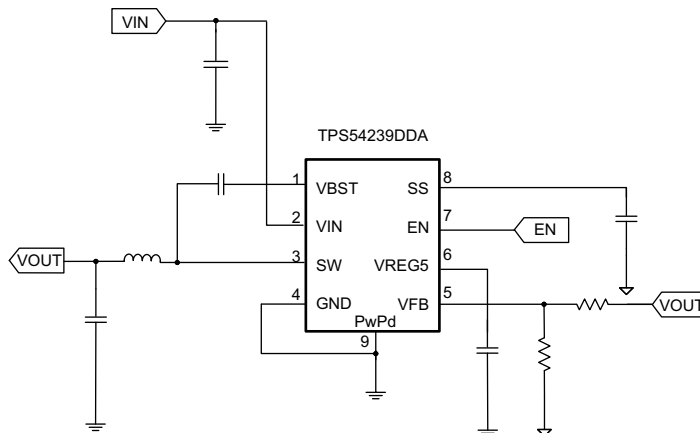 VIN
TPS54239DDA
1 VBST SS 8
2 VIN EN 7 EN
VOUT 3 SW VREG5 6
4 GND VFB 5 VOUT
PwPd
9